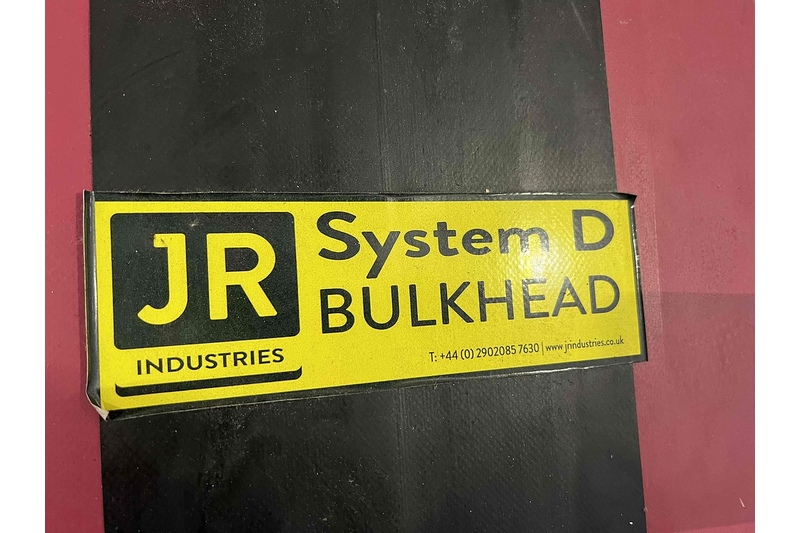 JR
INDUSTRIES
System D
BULKHEAD
T: +44 (0) 2902085 7630 | www.jrindustries.co.uk